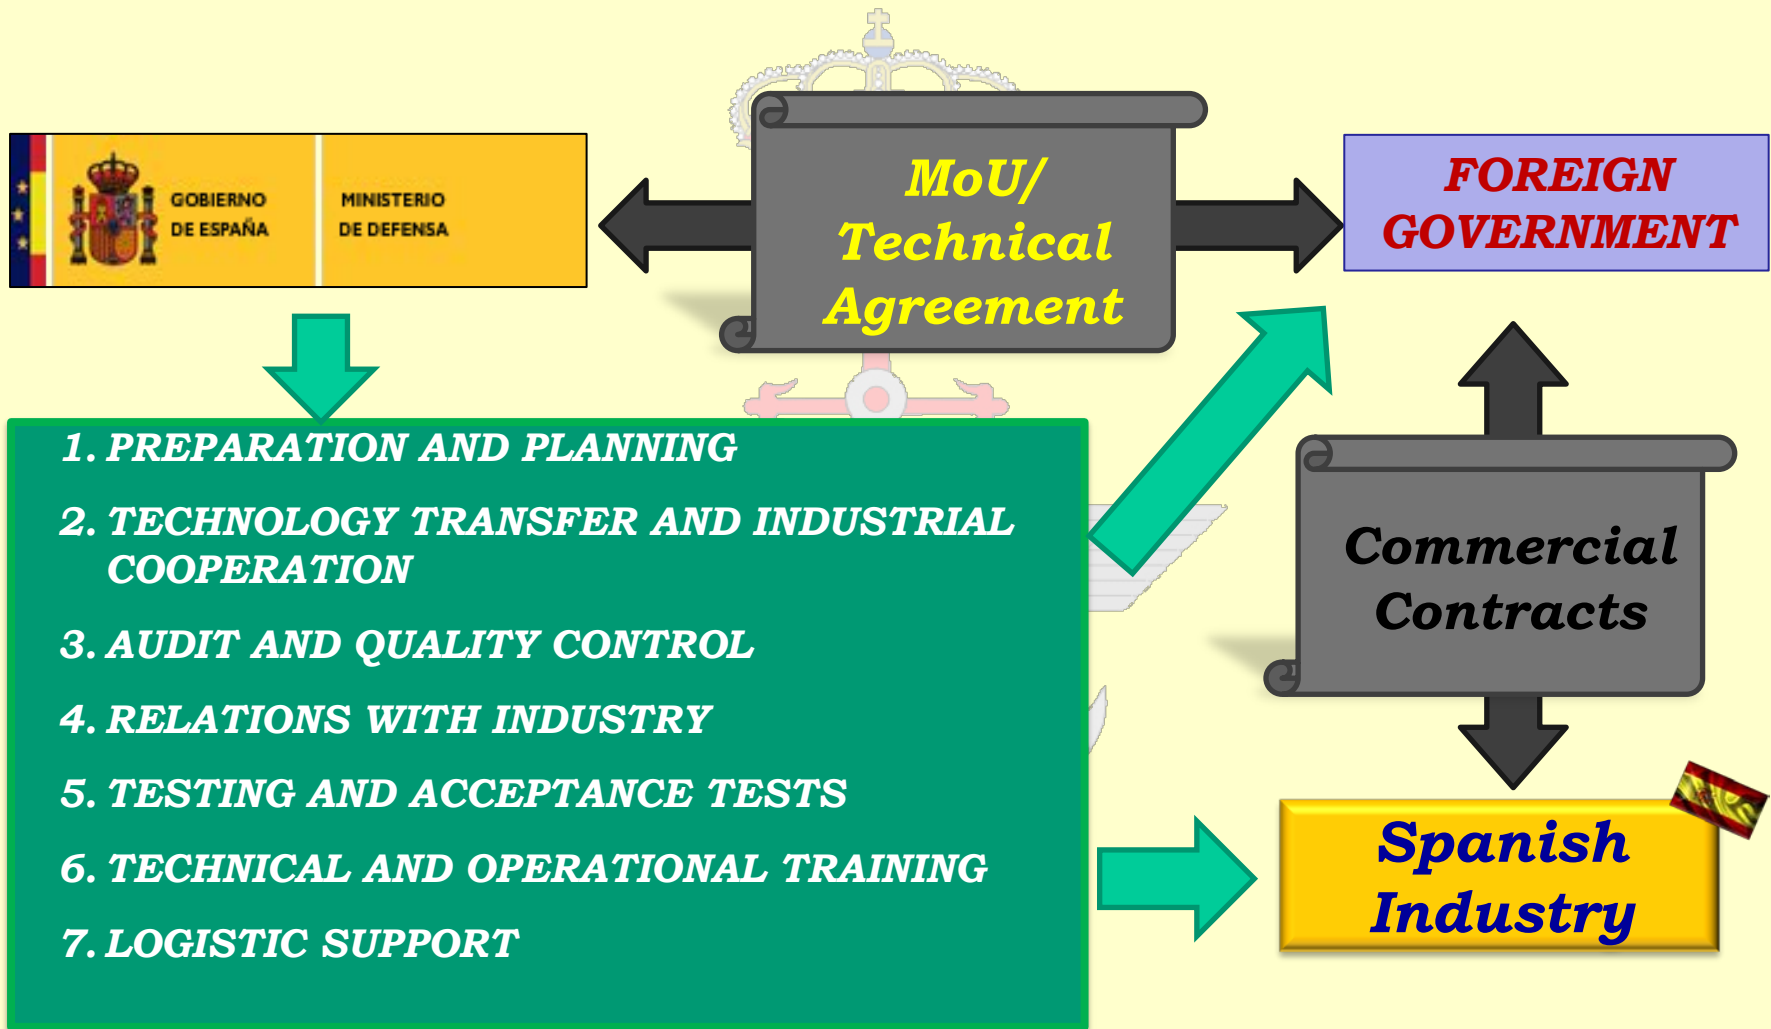 GOBIERNO
DE ESPAÑA
MINISTERIO
DE DEFENSA
MoU/
Technical
Agreement
FOREIGN
GOVERNMENT
1. PREPARATION AND PLANNING
2. TECHNOLOGY TRANSFER AND INDUSTRIAL
COOPERATION
3. AUDIT AND QUALITY CONTROL
4. RELATIONS WITH INDUSTRY
5. TESTING AND ACCEPTANCE TESTS
6. TECHNICAL AND OPERATIONAL TRAINING
7. LOGISTIC SUPPORT
Commercial
Contracts
Spanish
Industry